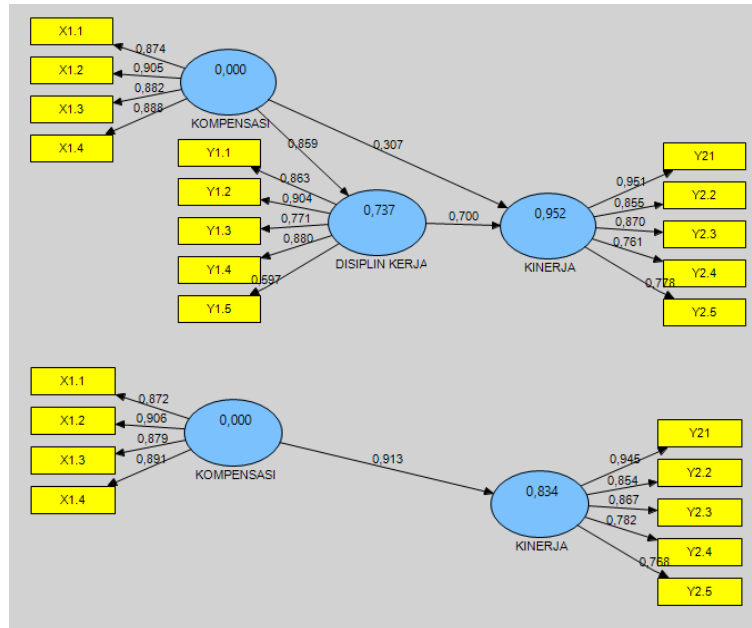 X1.1
0,874
X1.2
0,905
0,000
X1.3
0,882
X1.4
0,888
KOMPENSASI
0,859
0,307
Y1.1
0,863
Y1.2
0,904
Y1.3
0,771
Y1.4
0,880
Y1.5
0,597
0,737
DISIPLIN KERJA
0,700
0,952
KINERJA
Y21
0,951
Y2.2
0,855
Y2.3
0,870
Y2.4
0,761
Y2.5
0,778
X1.1
0,872
X1.2
0,906
0,000
X1.3
0,879
X1.4
0,891
KOMPENSASI
0,913
0,834
KINERJA
Y21
0,945
Y2.2
0,854
Y2.3
0,867
Y2.4
0,782
Y2.5
0,768